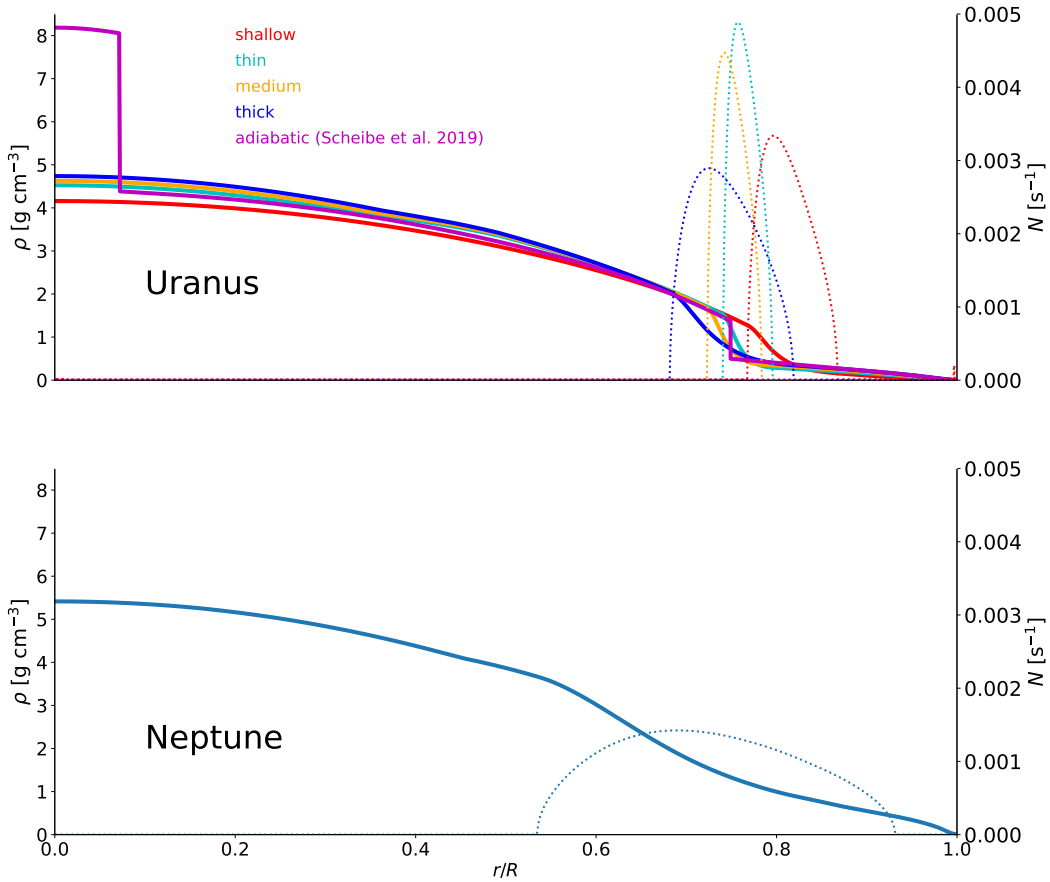 8
7
6
5
4
3
2
1
0
ρ [g cm⁻³]
shallow
thin
medium
thick
adiabatic (Scheibe et al. 2019)
Uranus
0.005
0.004
0.003
0.002
0.001
0.000
N [s⁻¹]
8
7
6
5
4
3
2
1
0
ρ [g cm⁻³]
Neptune
0.005
0.004
0.003
0.002
0.001
0.000
N [s⁻¹]
0.0 0.2 0.4 0.6 0.8 1.0
r/R